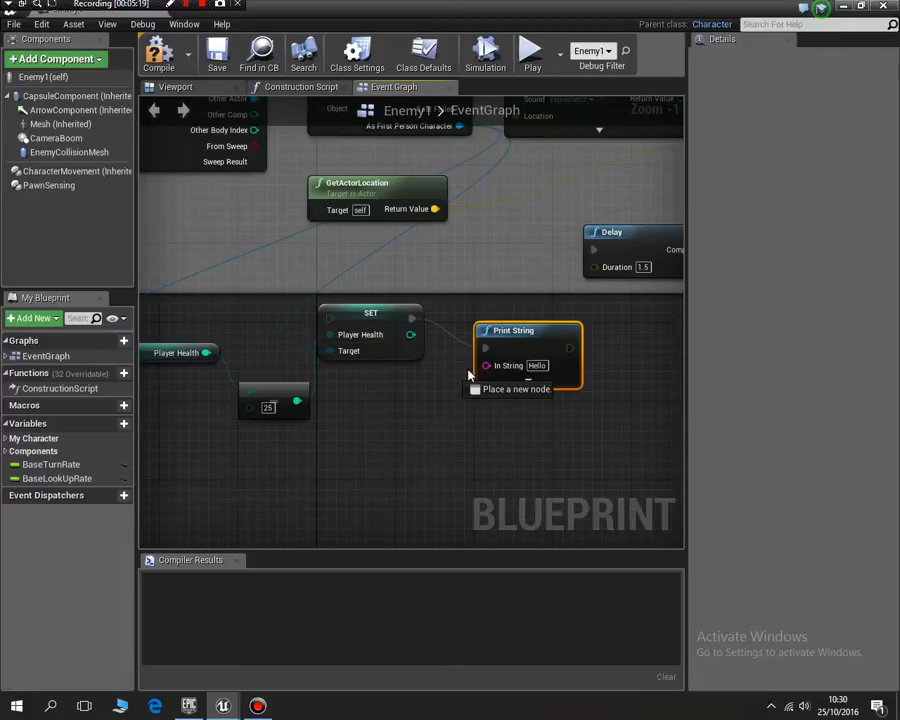 Recording [00:05:19]
File Edit Asset View Debug Window Help
Parent class: Character
Search For Help
Components
Details
+ Add Component
Compile Save Find in CB Search Class Settings Class Defaults Simulation Play
Enemy1
Debug Filter
Enemy1(self)
CapsuleComponent (Inherite
ArrowComponent (Inherite
Mesh (Inherited)
CameraBoom
EnemyCollisionMesh
CharacterMovement (Inherite
PawnSensing
Viewport
Construction Script
Event Graph
Enemy1 > EventGraph
Zoom -1
Other Actor
Other Comp
Other Body Index
From Sweep
Sweep Result
Object
As First Person Character
Sound
Location
Return Value
GetActorLocation
Target is Actor
Target self
Return Value
Delay
Duration 1.5
SET
Player Health
Target
Player Health
25
Print String
In String Hello
Place a new node.
BLUEPRINT
My Blueprint
+ Add New
Search
Graphs
EventGraph
Functions (32 Overridable)
ConstructionScript
Macros
Variables
My Character
Components
BaseTurnRate
BaseLookUpRate
Event Dispatchers
Compiler Results
Clear
Activate Windows
Go to Settings to activate Windows.
EPIC
10:30
25/10/2016